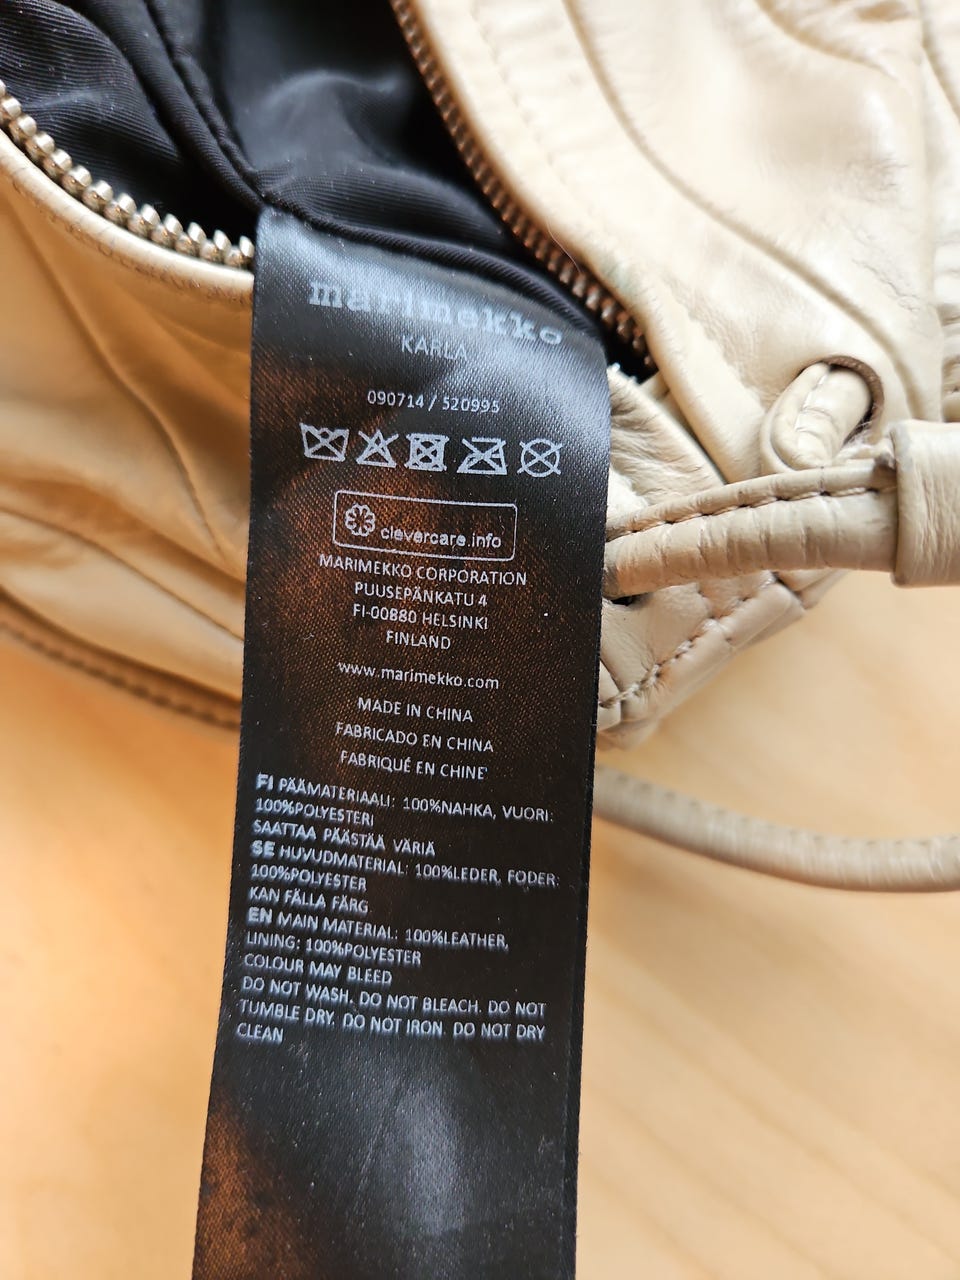 marimekko
KARLA
090714 / 520995
clevercare.info
MARIMEKKO CORPORATION
PUUSEPÄNKATU 4
FI-00880 HELSINKI
FINLAND
www.marimekko.com
MADE IN CHINA
FABRICADO EN CHINA
FABRIQUÉ EN CHINE
FI PÄÄMATERIAALI: 100%NAHKA, VUORI:
100%POLYESTERI
SAATTAA PÄÄSTÄÄ VÄRIÄ
SE HUVUDMATERIAL: 100%LEDER, FODER:
100%POLYESTER
KAN FÄLLA FÄRG
EN MAIN MATERIAL: 100%LEATHER,
LINING: 100%POLYESTER
COLOUR MAY BLEED
DO NOT WASH. DO NOT BLEACH. DO NOT
TUMBLE DRY. DO NOT IRON. DO NOT DRY
CLEAN